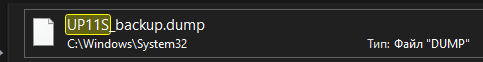 UP11S_backup.dump
C:\Windows\System32
Тип: Файл "DUMP"